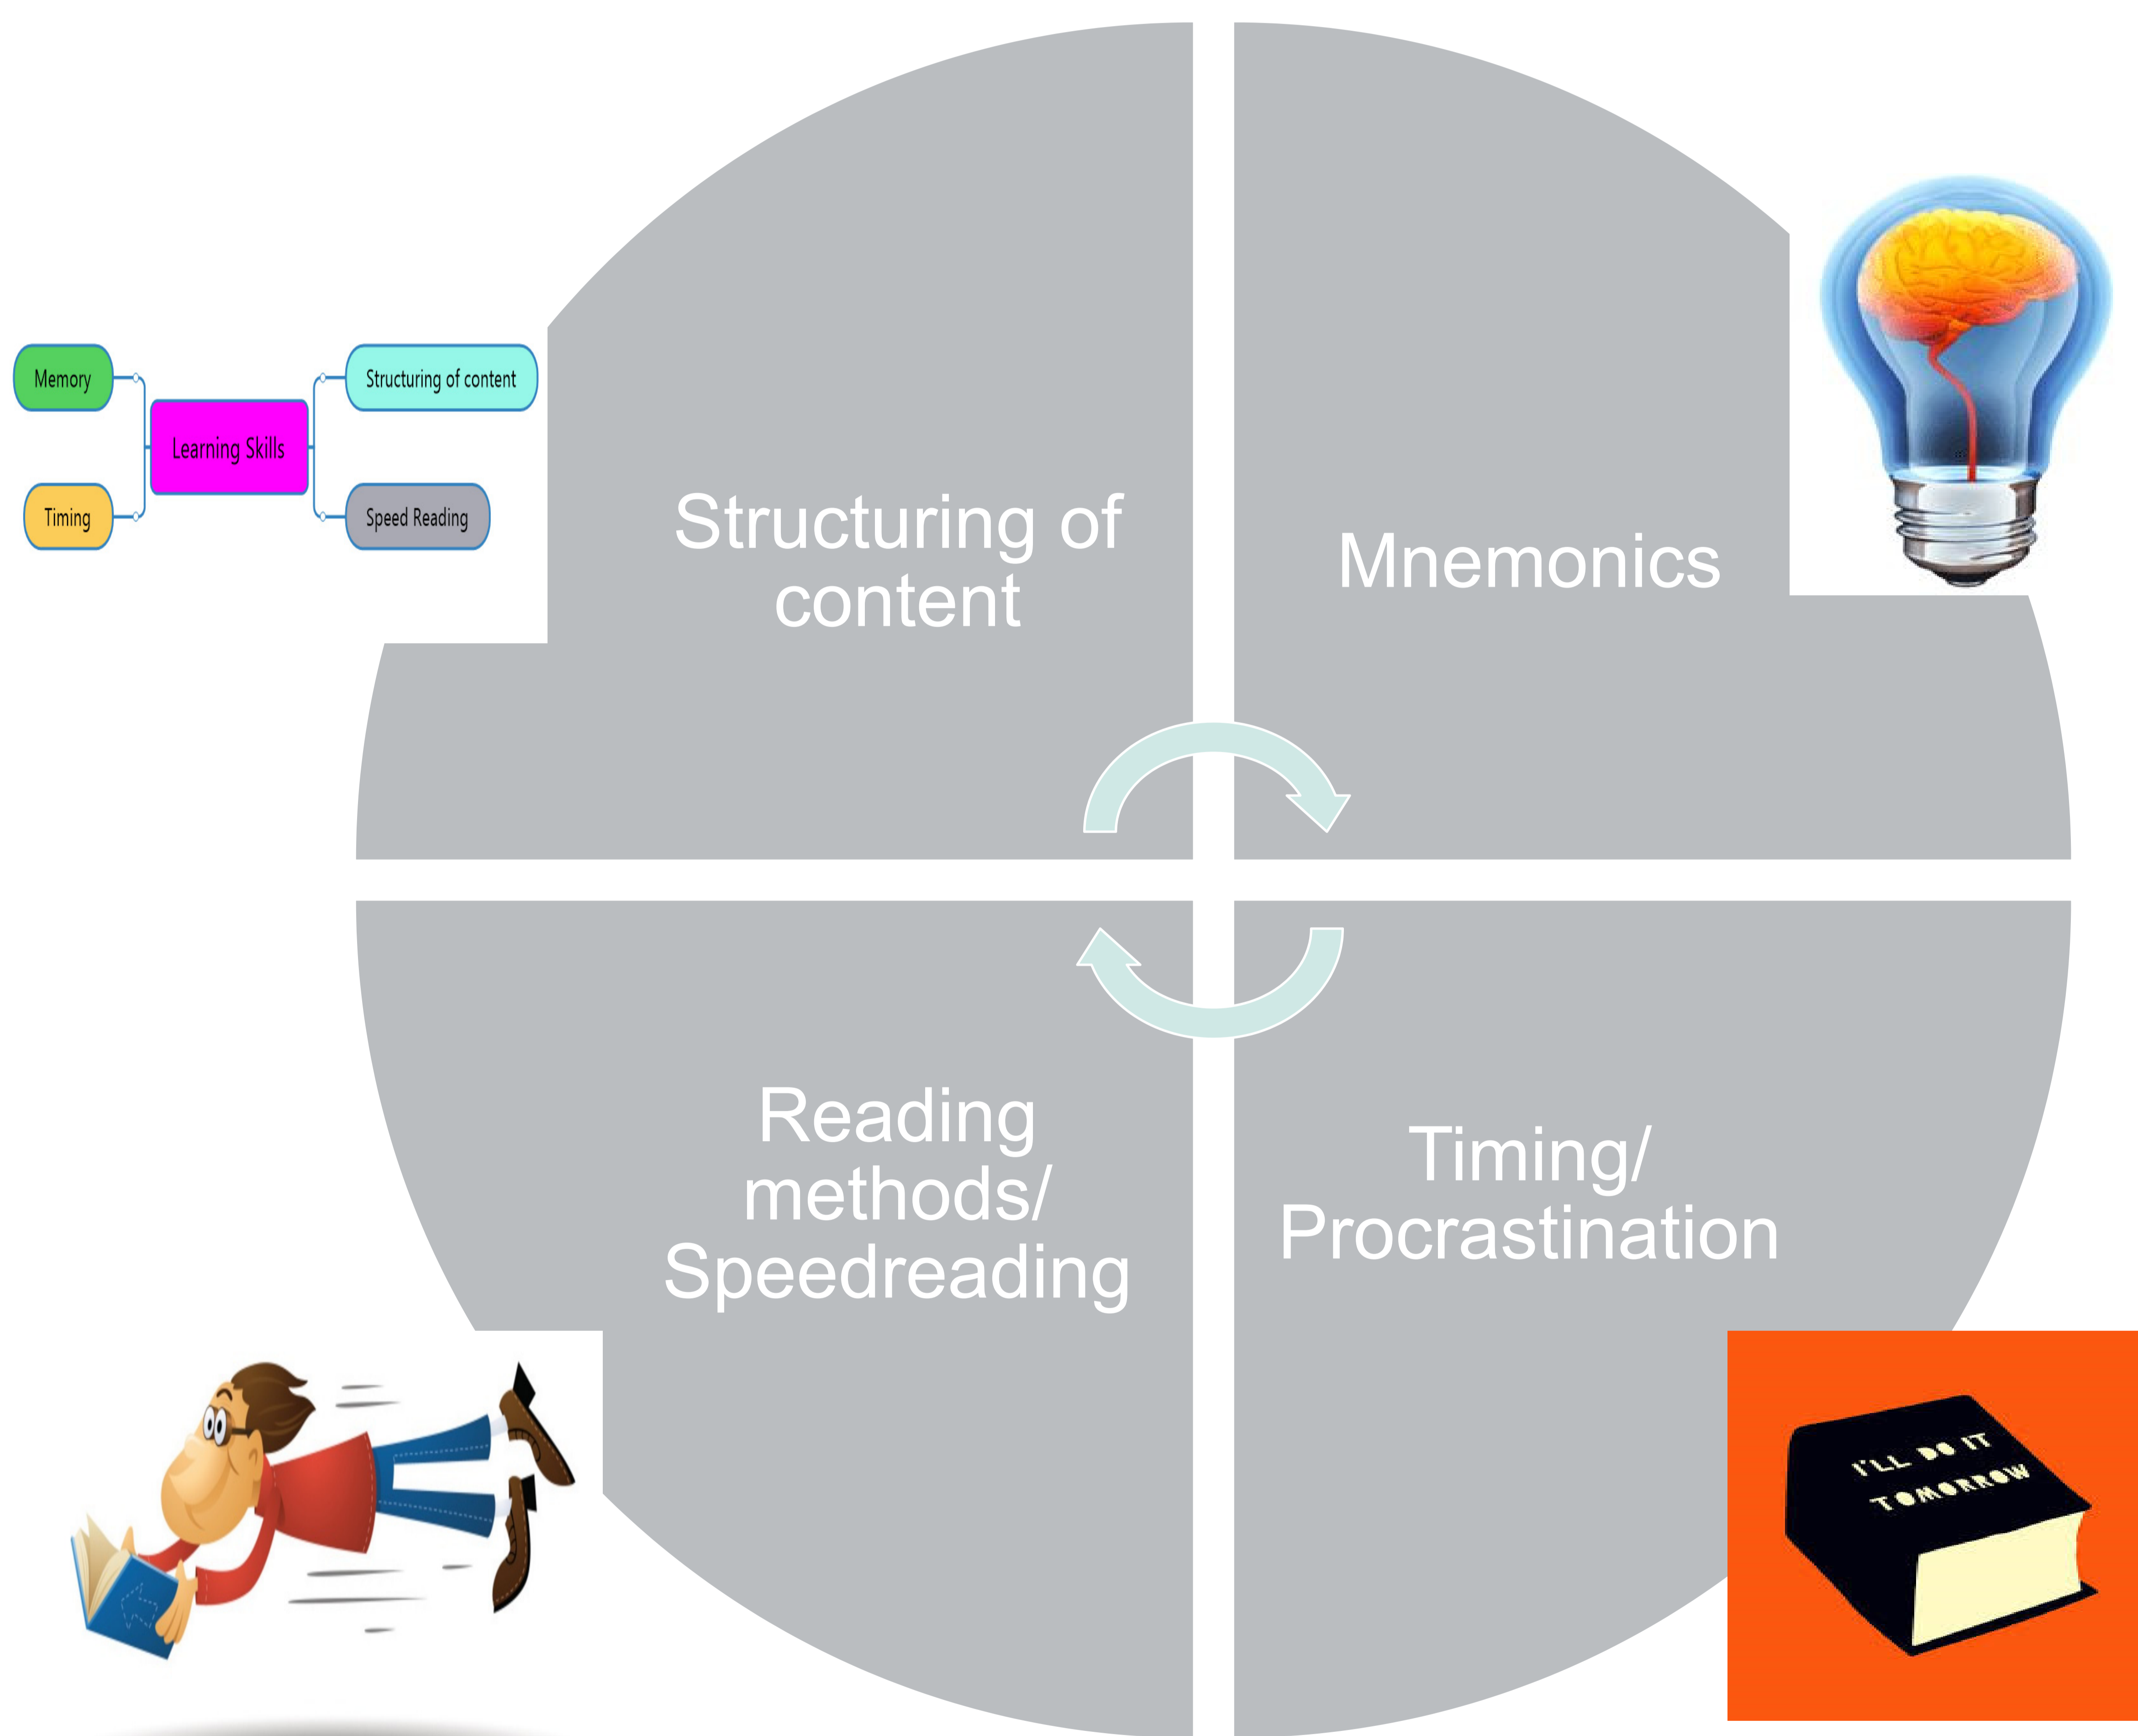 Memory
Structuring of content
Learning Skills
Timing
Speed Reading
Structuring of
content
Mnemonics
Reading
methods/
Speedreading
Timing/
Procrastination
I'LL DO IT
TOMORROW